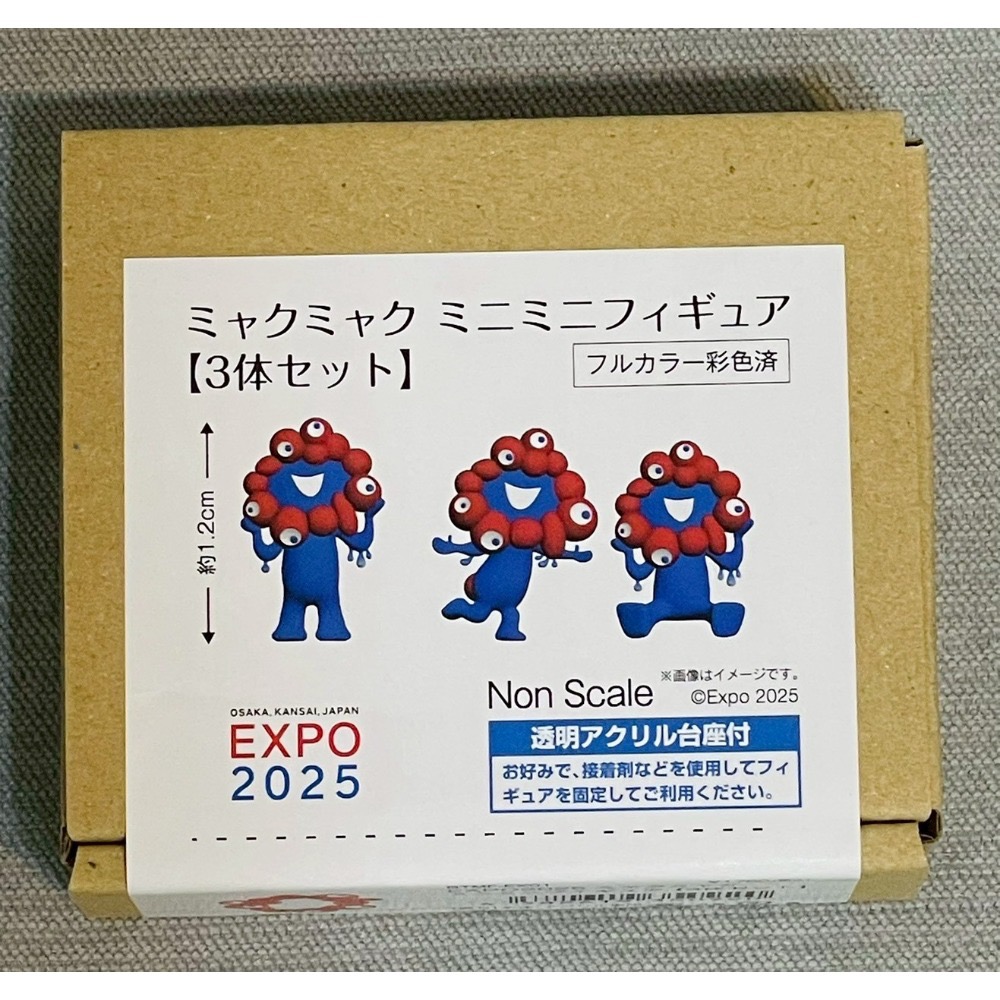 ミャクミャク ミニミニフィギュア
【3体セット】
フルカラー彩色済
約1.2cm
※画像はイメージです。
Non Scale
©Expo 2025
OSAKA, KANSAI, JAPAN
EXPO
2025
透明アクリル台座付
お好みで、接着剤などを使用してフィ
ギュアを固定してご利用ください。